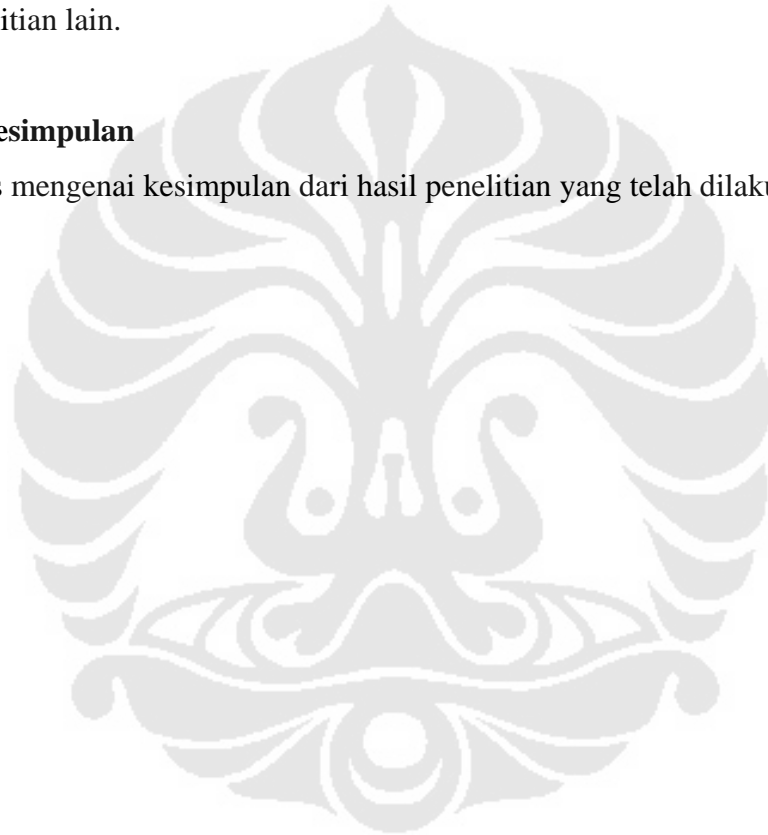 itian lain.
esimpulan
s mengenai kesimpulan dari hasil penelitian yang telah dilaku